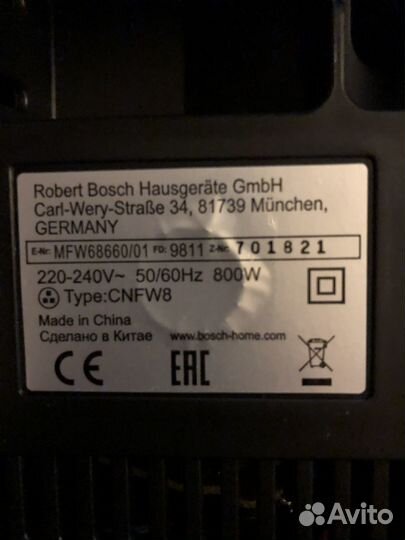 Robert Bosch Hausgeräte GmbH
Carl-Wery-Straße 34, 81739 München,
GERMANY
E-Nr: MFW68660/01 FD: 9811 Z-Nr: 701821
220-240V~ 50/60Hz 800W
Type:CNFW8
Made in China
Сделано в Китае www.bosch-home.com
CE EAC
Avito